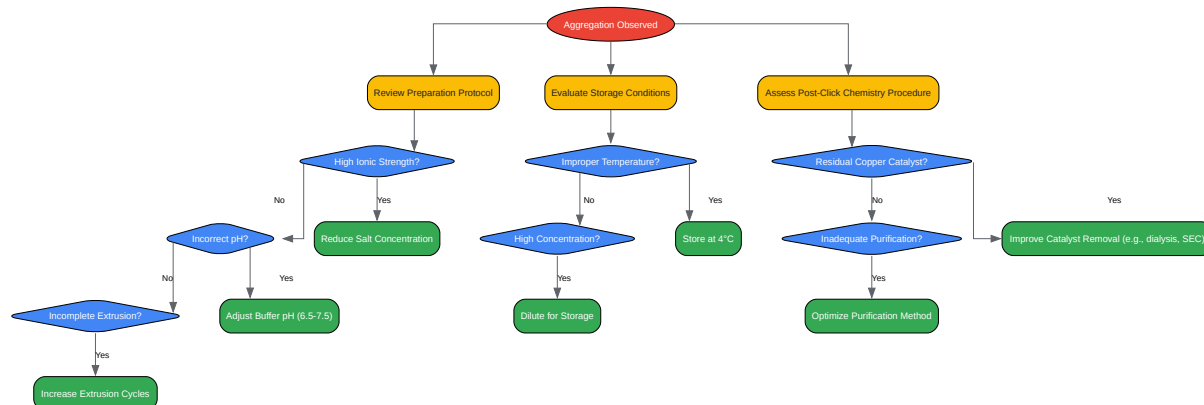 Aggregation Observed
Review Preparation Protocol
Evaluate Storage Conditions
Assess Post-Click Chemistry Procedure
High Ionic Strength?
Improper Temperature?
Residual Copper Catalyst?
No
Yes
No
Yes
No
Yes
Incorrect pH?
Reduce Salt Concentration
High Concentration?
Store at 4°C
Inadequate Purification?
Improve Catalyst Removal (e.g., dialysis, SEC)
No
Yes
Yes
Yes
Incomplete Extrusion?
Adjust Buffer pH (6.5-7.5)
Dilute for Storage
Optimize Purification Method
Yes
Increase Extrusion Cycles